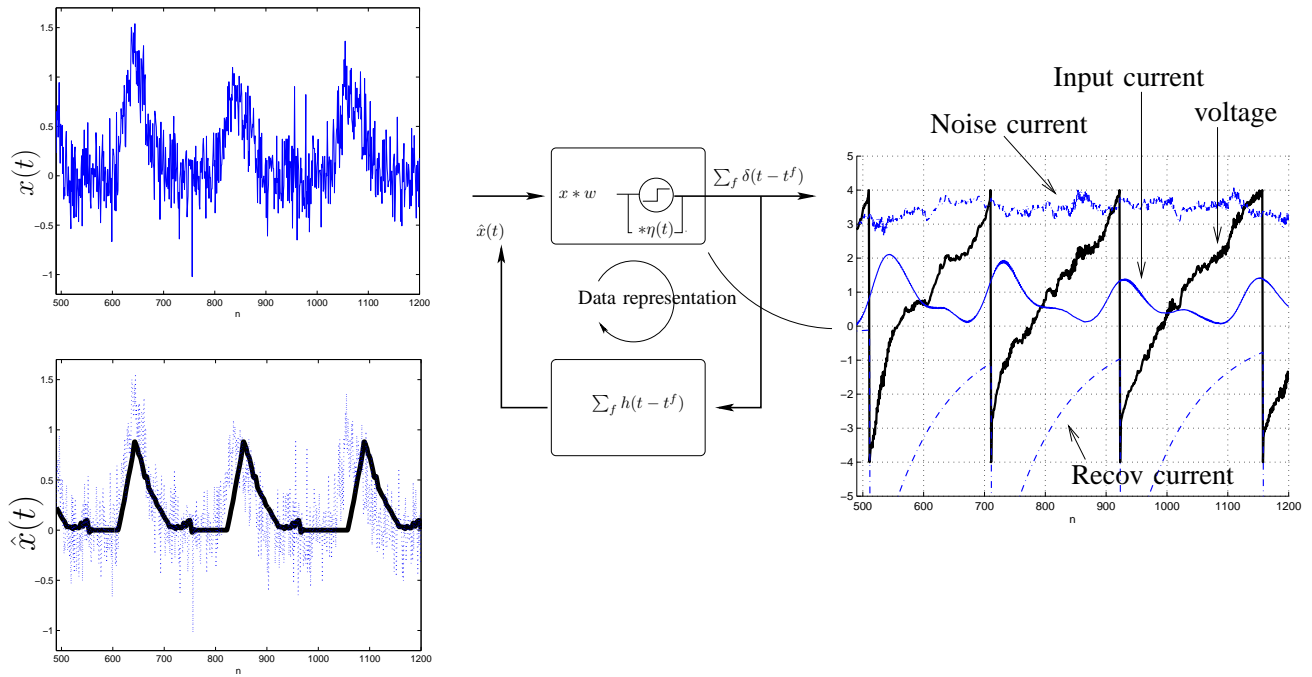 1.5
1
0.5
0
−0.5
−1
x(t)
500 600 700 800 900 1000 1100 1200
n
1.5
1
0.5
0
−0.5
−1
x̂(t)
500 600 700 800 900 1000 1100 1200
n
x ∗ w
∗η(t)
∑_f δ(t − t^f)
x̂(t)
Data representation
∑_f h(t − t^f)
Input current
Noise current
voltage
Recov current
5
4
3
2
1
0
−1
−2
−3
−4
−5
500 600 700 800 900 1000 1100 1200
n